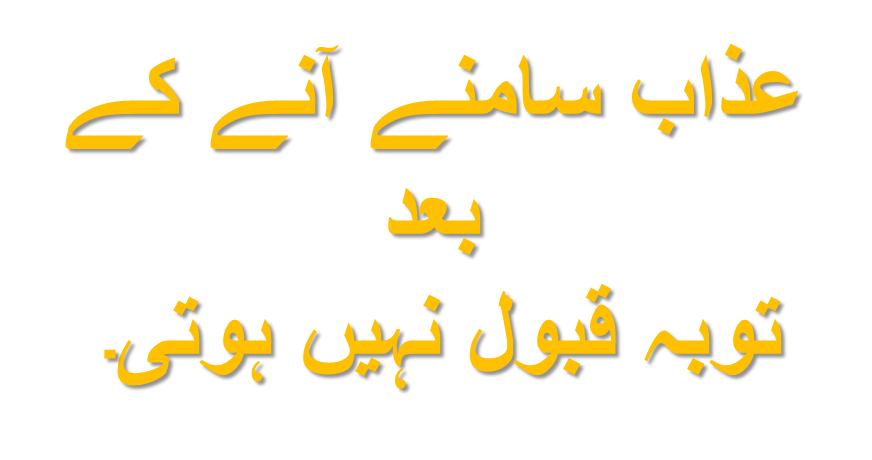 عذاب سامنے آنے کے
بعد
توبہ قبول نہیں ہوتی۔